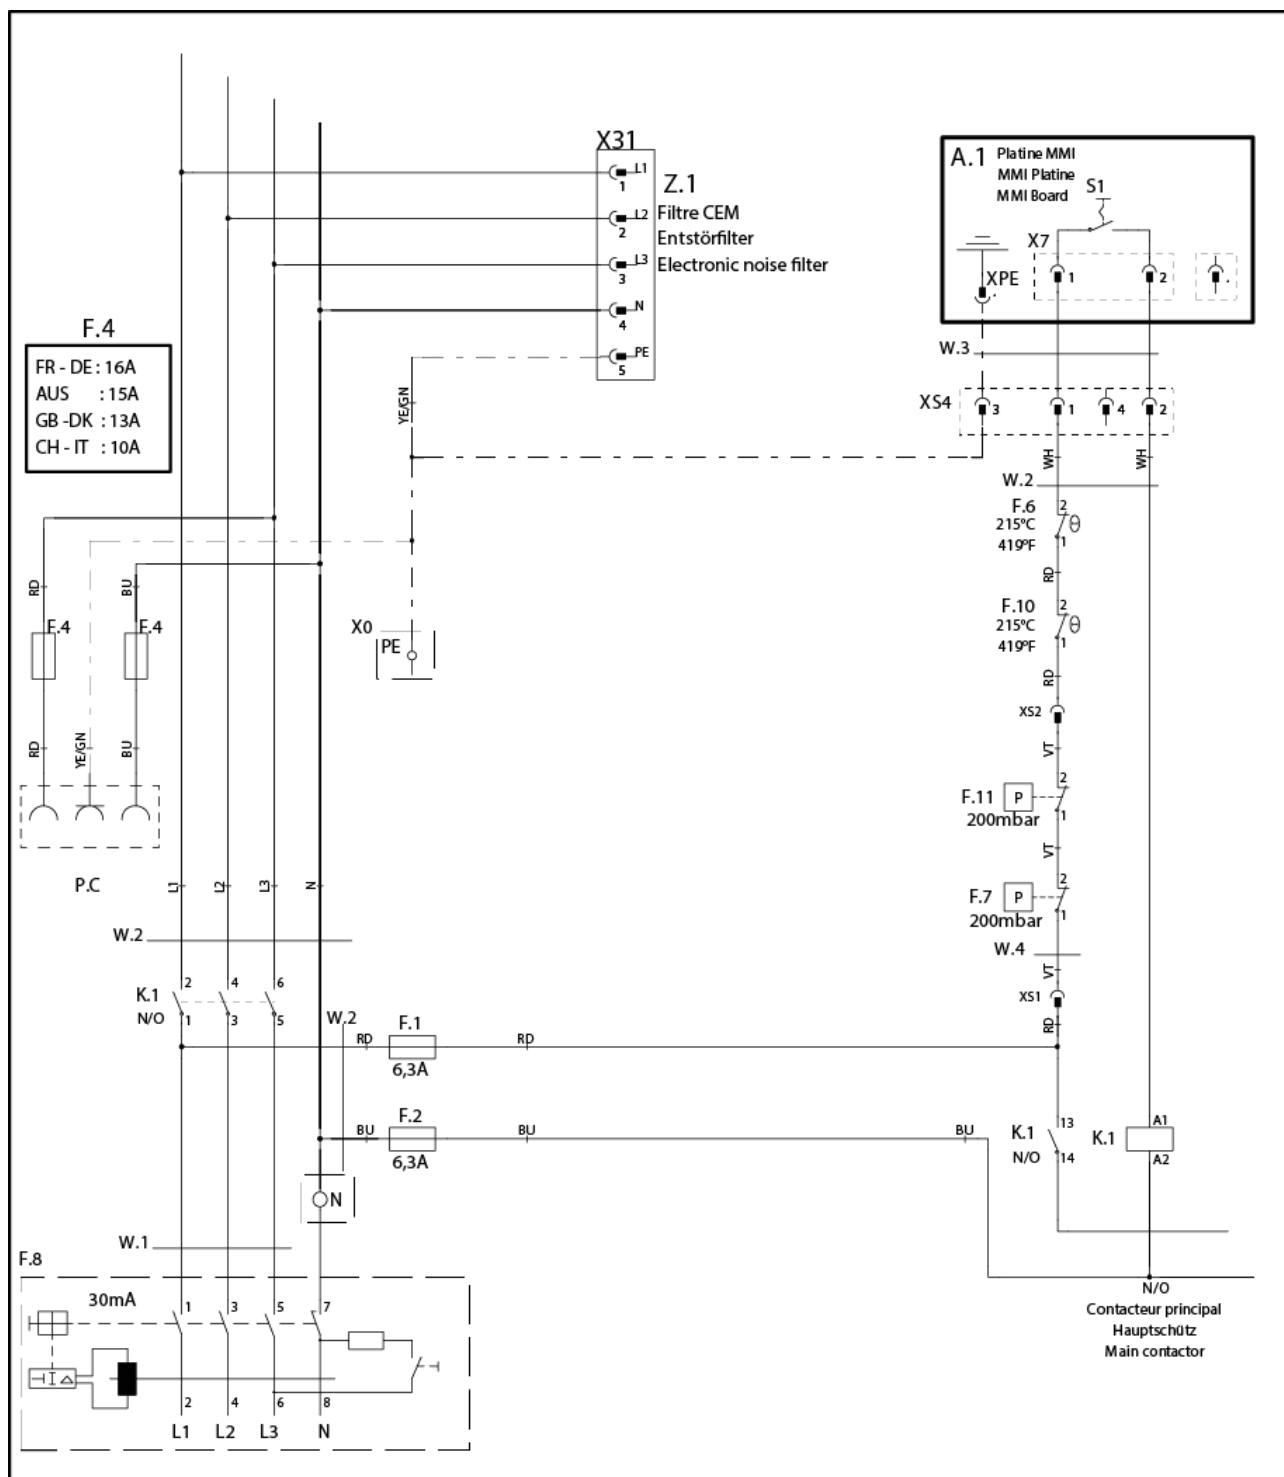 X31
L1
1
Z.1
L2
Filtre CEM
2
Entstörfilter
L3
Electronic noise filter
3
N
4
PE
5
A.1
Platine MMI
MMI Platine
MMI Board
S1
X7
XPE
1
2
W.3
XS4
3
1
4
2
F.4
FR - DE : 16A
AUS : 15A
GB -DK : 13A
CH - IT : 10A
YE/GN
WH
WH
W.2
F.6
2
215°C
θ
419°F
1
RD
BU
RD
F.4
F.4
X0
PE
F.10
2
215°C
θ
419°F
1
RD
XS2
RD
YE/GN
BU
VT
2
F.11
P
200mbar
1
VT
P.C
L1
L2
L3
N
2
F.7
P
200mbar
1
W.2
W.4
VT
XS1
K.1
N/O
2
4
6
1
3
5
W.2
RD
F.1
RD
6,3A
RD
BU
F.2
BU
BU
6,3A
K.1
N/O
13
14
K.1
A1
A2
N
W.1
F.8
30mA
1
3
5
7
I
2
4
6
8
L1
L2
L3
N
N/O
Contacteur principal
Hauptschütz
Main contactor